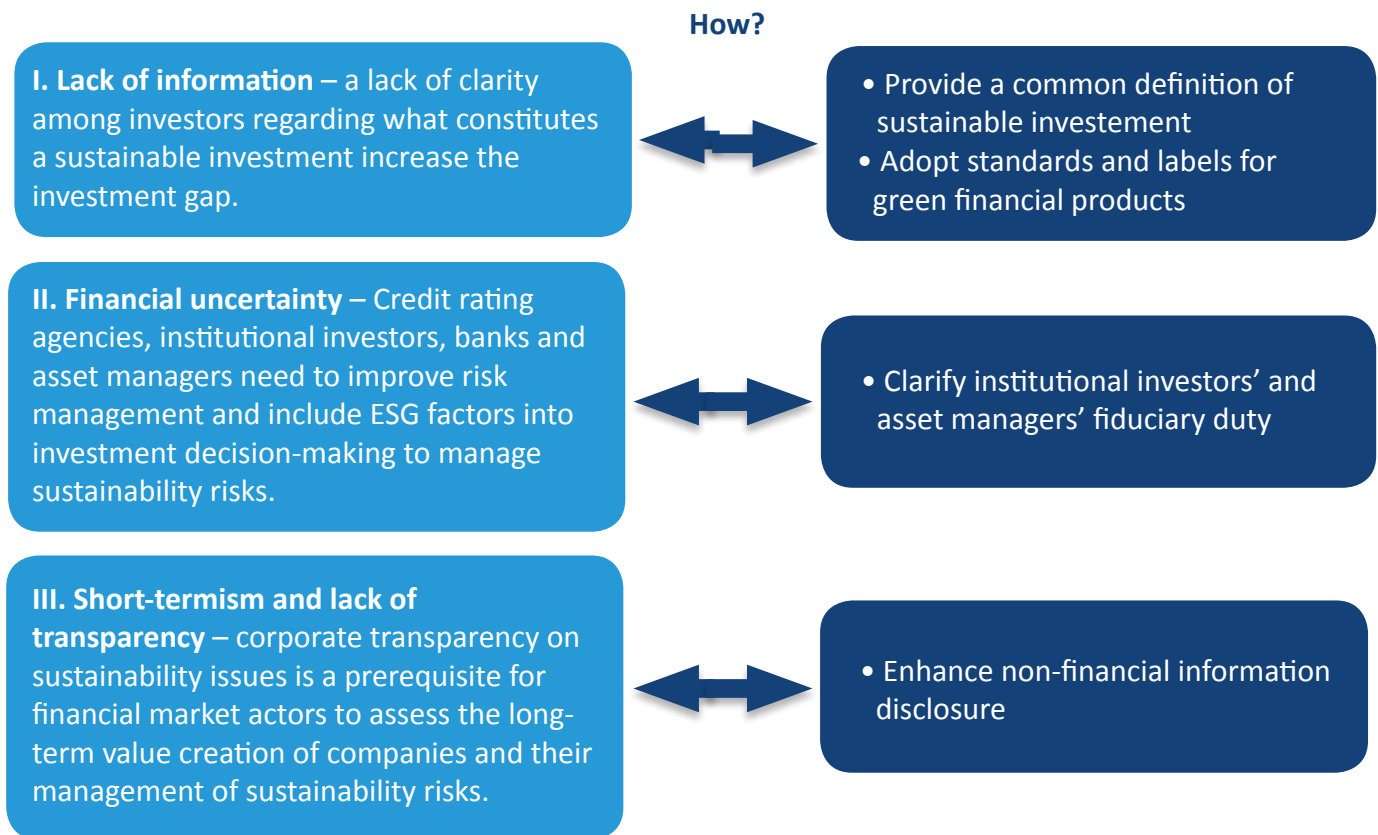 How?
I. Lack of information – a lack of clarity
among investors regarding what constitutes
a sustainable investment increase the
investment gap.
• Provide a common definition of
sustainable investement
• Adopt standards and labels for
green financial products
II. Financial uncertainty – Credit rating
agencies, institutional investors, banks and
asset managers need to improve risk
management and include ESG factors into
investment decision-making to manage
sustainability risks.
• Clarify institutional investors’ and
asset managers’ fiduciary duty
III. Short-termism and lack of
transparency – corporate transparency on
sustainability issues is a prerequisite for
financial market actors to assess the long-
term value creation of companies and their
management of sustainability risks.
• Enhance non-financial information
disclosure